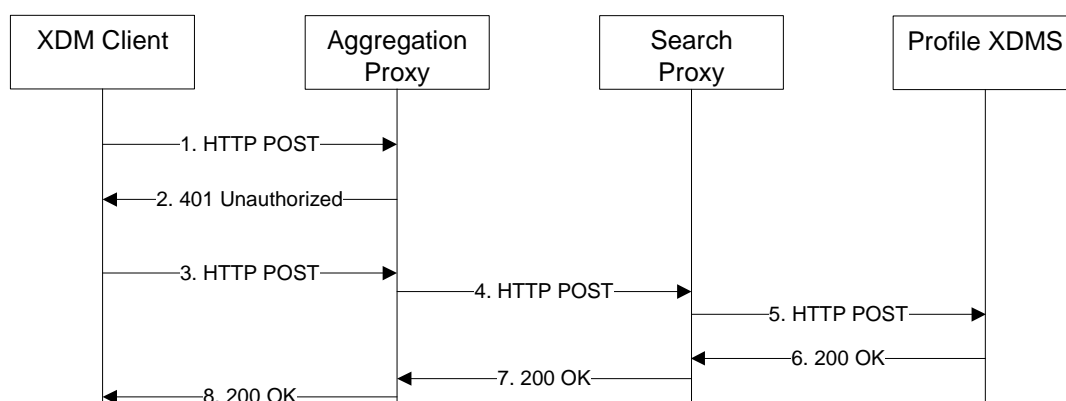 XDM Client
Aggregation
Proxy
Search
Proxy
Profile XDMS
1. HTTP POST
2. 401 Unauthorized
3. HTTP POST
4. HTTP POST
5. HTTP POST
6. 200 OK
7. 200 OK
8. 200 OK